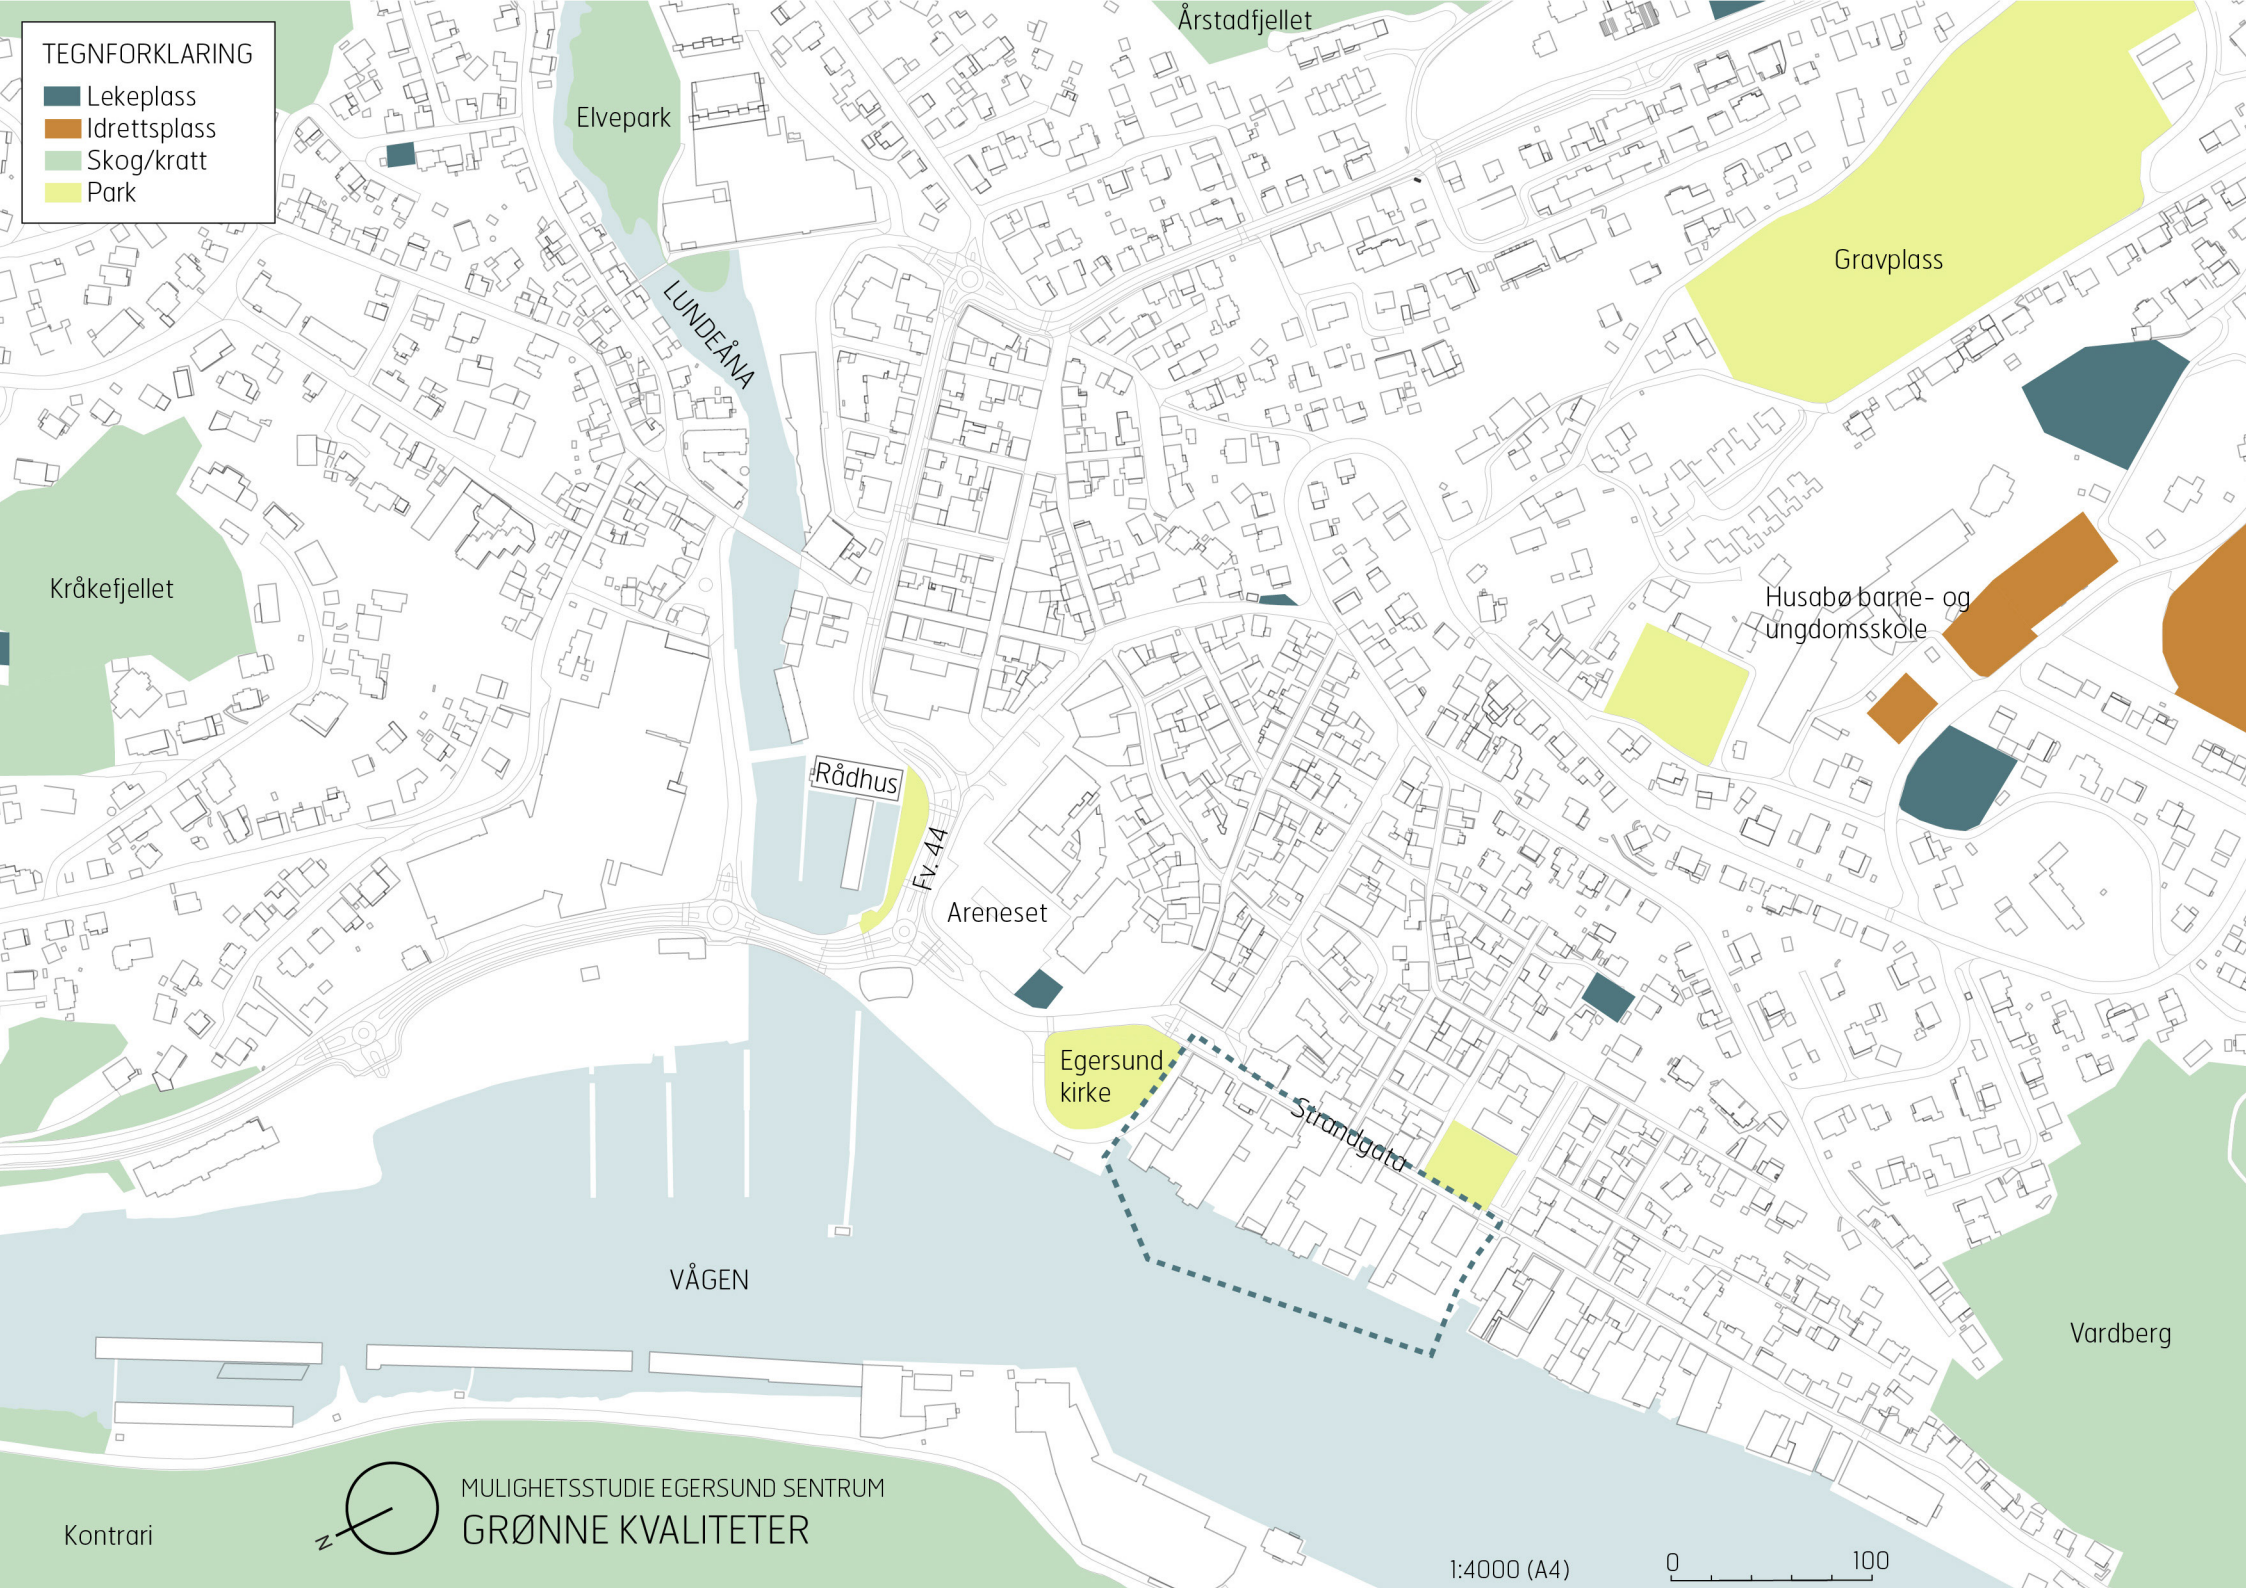 TEGNFORKLARING
Lekeplass
Idrettsplass
Skog/kratt
Park
Årstadfjellet
Elvepark
LUNDEÅNA
Gravplass
Kråkefjellet
Husabø barne- og
ungdomsskole
Rådhus
Fv. 44
Areneset
Egersund
kirke
Strandgata
VÅGEN
Vardberg
Kontrari
N
MULIGHETSSTUDIE EGERSUND SENTRUM
GRØNNE KVALITETER
1:4000 (A4)
0 100